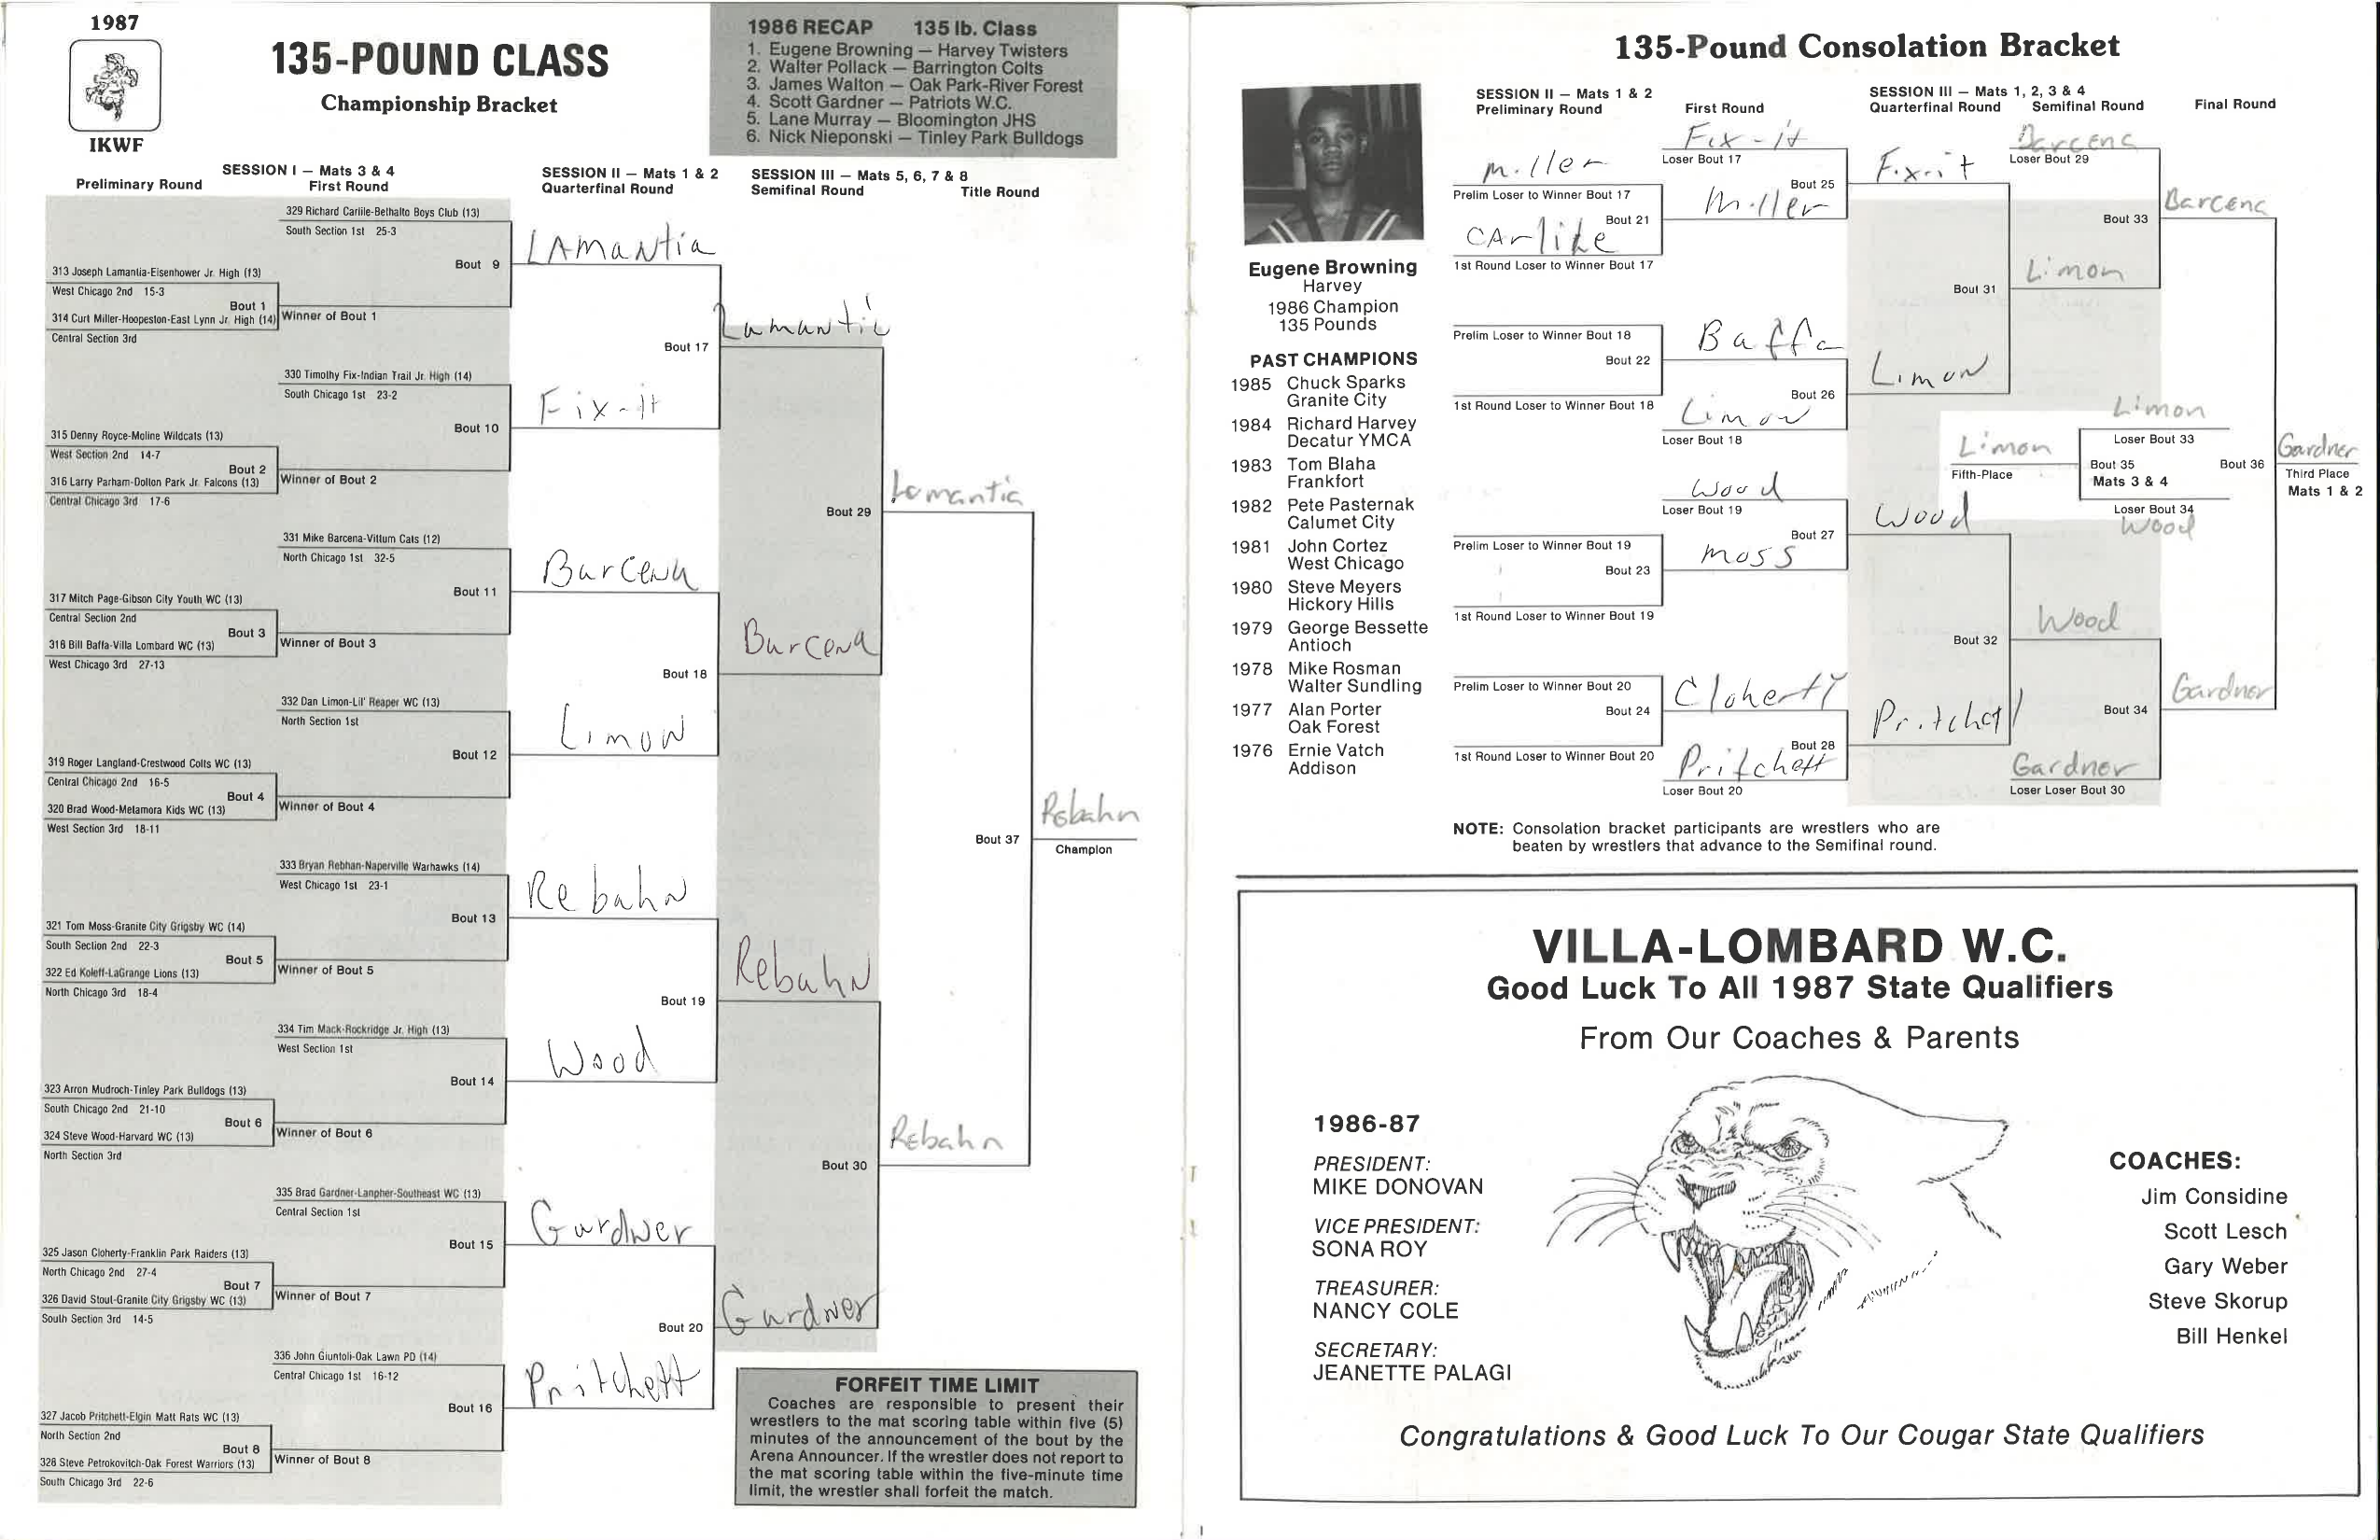 1987
IKWF
135-POUND CLASS
Championship Bracket
1986 RECAP 135 lb. Class
1. Eugene Browning — Harvey Twisters
2. Walter Pollack — Barrington Colts
3. James Walton — Oak Park-River Forest
4. Scott Gardner — Patriots W.C.
5. Lane Murray — Bloomington JHS
6. Nick Nieponski — Tinley Park Bulldogs
SESSION I — Mats 3 & 4
Preliminary Round First Round
SESSION II — Mats 1 & 2
Quarterfinal Round
SESSION III — Mats 5, 6, 7 & 8
Semifinal Round Title Round
329 Richard Carlile-Bethalto Boys Club (13)
South Section 1st 25-3
Bout 9
LAmantia
313 Joseph Lamantia-Eisenhower Jr. High (13)
West Chicago 2nd 15-3
Bout 1
314 Curt Miller-Hoopeston-East Lynn Jr. High (14)
Winner of Bout 1
Central Section 3rd
Lamantia
Bout 17
330 Timothy Fix-Indian Trail Jr. High (14)
South Chicago 1st 23-2
Bout 10
Fix-it
315 Denny Royce-Moline Wildcats (13)
West Section 2nd 14-7
Bout 2
316 Larry Parham-Dolton Park Jr. Falcons (13)
Winner of Bout 2
Central Chicago 3rd 17-6
Lamantia
Bout 29
331 Mike Barcena-Vittum Cats (12)
North Chicago 1st 32-5
Bout 11
Barcena
317 Mitch Page-Gibson City Youth WC (13)
Central Section 2nd
Bout 3
318 Bill Baffa-Villa Lombard WC (13)
Winner of Bout 3
West Chicago 3rd 27-13
Barcena
Bout 18
332 Dan Limon-Lil' Reaper WC (13)
North Section 1st
Bout 12
Limon
319 Roger Langland-Crestwood Colts WC (13)
Central Chicago 2nd 16-5
Bout 4
320 Brad Wood-Metamora Kids WC (13)
Winner of Bout 4
West Section 3rd 18-11
Rebahn
Bout 37
Champion
333 Bryan Rebhan-Naperville Warhawks (14)
West Chicago 1st 23-1
Bout 13
Rebahn
321 Tom Moss-Granite City Grigsby WC (14)
South Section 2nd 22-3
Bout 5
322 Ed Koleff-LaGrange Lions (13)
Winner of Bout 5
North Chicago 3rd 18-4
Rebahn
Bout 19
334 Tim Mack-Rockridge Jr. High (13)
West Section 1st
Bout 14
Wood
323 Arron Mudroch-Tinley Park Bulldogs (13)
South Chicago 2nd 21-10
Bout 6
324 Steve Wood-Harvard WC (13)
Winner of Bout 6
North Section 3rd
Rebahn
Bout 30
335 Brad Gardner-Lanpher-Southeast WC (13)
Central Section 1st
Bout 15
Gardner
325 Jason Cloherty-Franklin Park Raiders (13)
North Chicago 2nd 27-4
Bout 7
326 David Stout-Granite City Grigsby WC (13)
Winner of Bout 7
South Section 3rd 14-5
Gardner
Bout 20
336 John Giuntoli-Oak Lawn PD (14)
Central Chicago 1st 16-12
Bout 16
Pritchett
327 Jacob Pritchett-Elgin Matt Rats WC (13)
North Section 2nd
Bout 8
328 Steve Petrokovitch-Oak Forest Warriors (13)
Winner of Bout 8
South Chicago 3rd 22-6
FORFEIT TIME LIMIT
Coaches are responsible to present their
wrestlers to the mat scoring table within five (5)
minutes of the announcement of the bout by the
Arena Announcer. If the wrestler does not report to
the mat scoring table within the five-minute time
limit, the wrestler shall forfeit the match.
135-Pound Consolation Bracket
Eugene Browning
Harvey
1986 Champion
135 Pounds
PAST CHAMPIONS
1985 Chuck Sparks
Granite City
1984 Richard Harvey
Decatur YMCA
1983 Tom Blaha
Frankfort
1982 Pete Pasternak
Calumet City
1981 John Cortez
West Chicago
1980 Steve Meyers
Hickory Hills
1979 George Bessette
Antioch
1978 Mike Rosman
Walter Sundling
1977 Alan Porter
Oak Forest
1976 Ernie Vatch
Addison
SESSION II — Mats 1 & 2
Preliminary Round First Round
SESSION III — Mats 1, 2, 3 & 4
Quarterfinal Round Semifinal Round Final Round
Fix-it
Loser Bout 17
Miller
Prelim Loser to Winner Bout 17
Bout 21
CArlile
1st Round Loser to Winner Bout 17
Miller
Bout 25
Fix-it
Barcena
Loser Bout 29
Bout 33
Barcena
Limon
Bout 31
Prelim Loser to Winner Bout 18
Bout 22
1st Round Loser to Winner Bout 18
Baffa
Bout 26
Limon
Loser Bout 18
Limon
Limon
Loser Bout 33
Limon
Fifth-Place
Bout 35
Mats 3 & 4
Loser Boult 34
Wood
Bout 36
Gardner
Third Place
Mats 1 & 2
Wood
Loser Bout 19
Prelim Loser to Winner Bout 19
Bout 23
1st Round Loser to Winner Bout 19
Moss
Bout 27
Wood
Wood
Bout 32
Prelim Loser to Winner Bout 20
Bout 24
1st Round Loser to Winner Bout 20
Cloherty
Bout 28
Pritchett
Loser Bout 20
Pritchet
Bout 34
Gardner
Gardner
Loser Loser Bout 30
NOTE: Consolation bracket participants are wrestlers who are
beaten by wrestlers that advance to the Semifinal round.
VILLA-LOMBARD W.C.
Good Luck To All 1987 State Qualifiers
From Our Coaches & Parents
1986-87
PRESIDENT:
MIKE DONOVAN
VICE PRESIDENT:
SONA ROY
TREASURER:
NANCY COLE
SECRETARY:
JEANETTE PALAGI
COACHES:
Jim Considine
Scott Lesch
Gary Weber
Steve Skorup
Bill Henkel
Congratulations & Good Luck To Our Cougar State Qualifiers